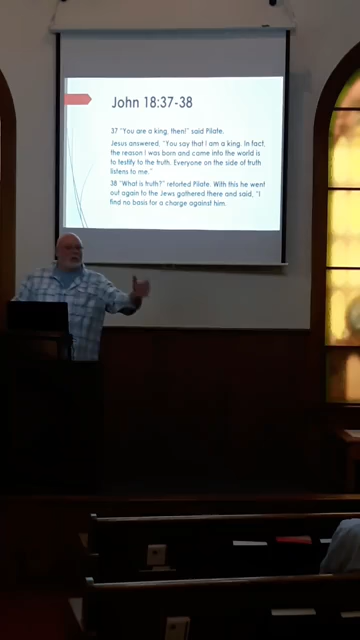 John 18:37-38
37 "You are a king, then!" said Pilate.
Jesus answered, "You say that I am a king. In fact,
the reason I was born and came into the world is
to testify to the truth. Everyone on the side of truth
listens to me."
38 "What is truth?" retorted Pilate. With this he went
out again to the Jews gathered there and said, "I
find no basis for a charge against him.